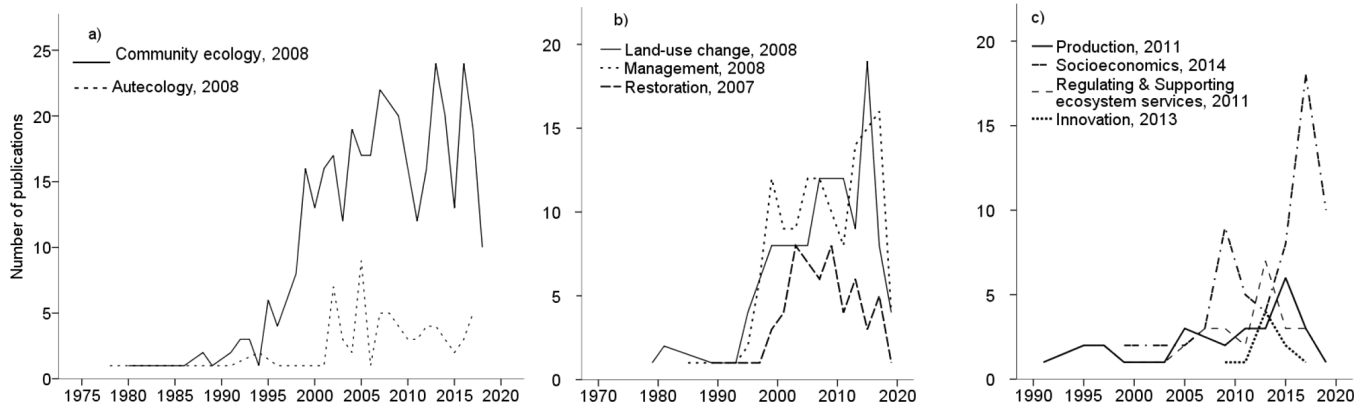 a)
Community ecology, 2008
Autecology, 2008
Number of publications
25
20
15
10
5
0
1975 1980 1985 1990 1995 2000 2005 2010 2015 2020
b)
Land-use change, 2008
Management, 2008
Restoration, 2007
20
15
10
5
0
1970 1980 1990 2000 2010 2020
c)
Production, 2011
Socioeconomics, 2014
Regulating & Supporting
ecosystem services, 2011
Innovation, 2013
20
15
10
5
0
1990 1995 2000 2005 2010 2015 2020